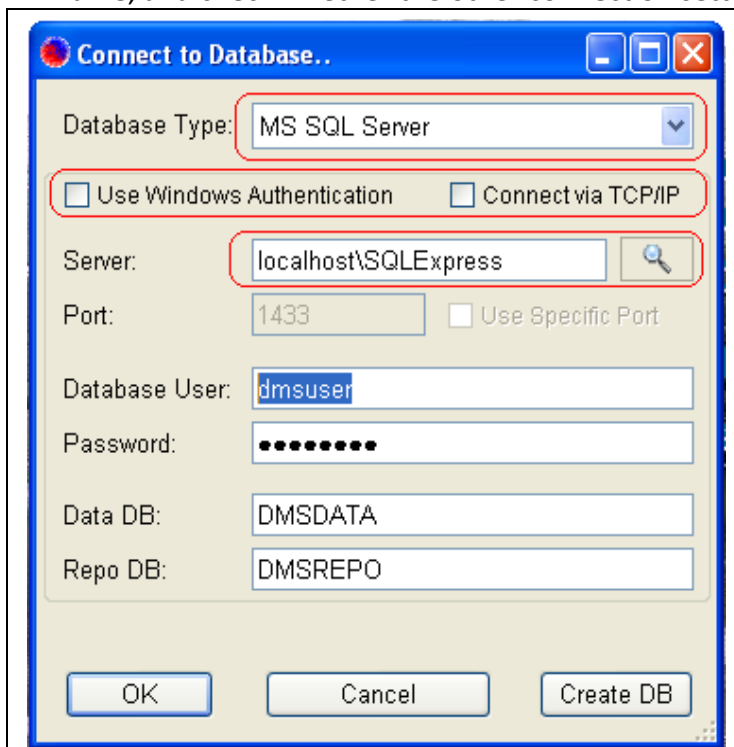 Connect to Database..
Database Type: MS SQL Server
Use Windows Authentication Connect via TCP/IP
Server: localhost\SQLExpress
Port: 1433 Use Specific Port
Database User: dmsuser
Password: ●●●●●●●●
Data DB: DMSDATA
Repo DB: DMSREPO
OK Cancel Create DB